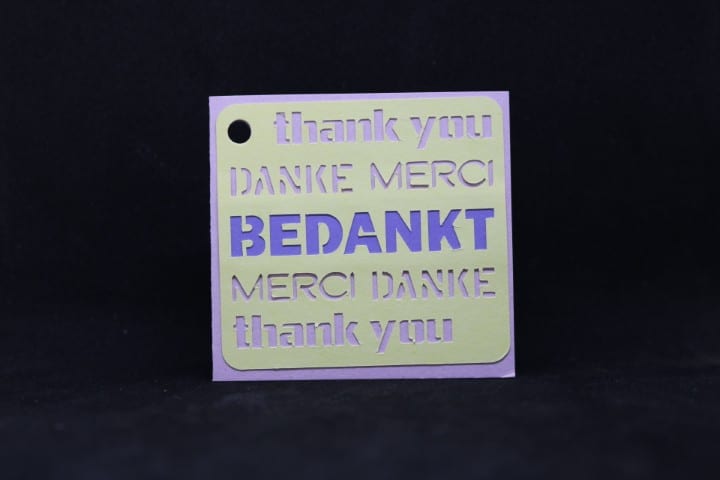 thank you
DANKE MERCI
BEDANKT
MERCI DANKE
thank you